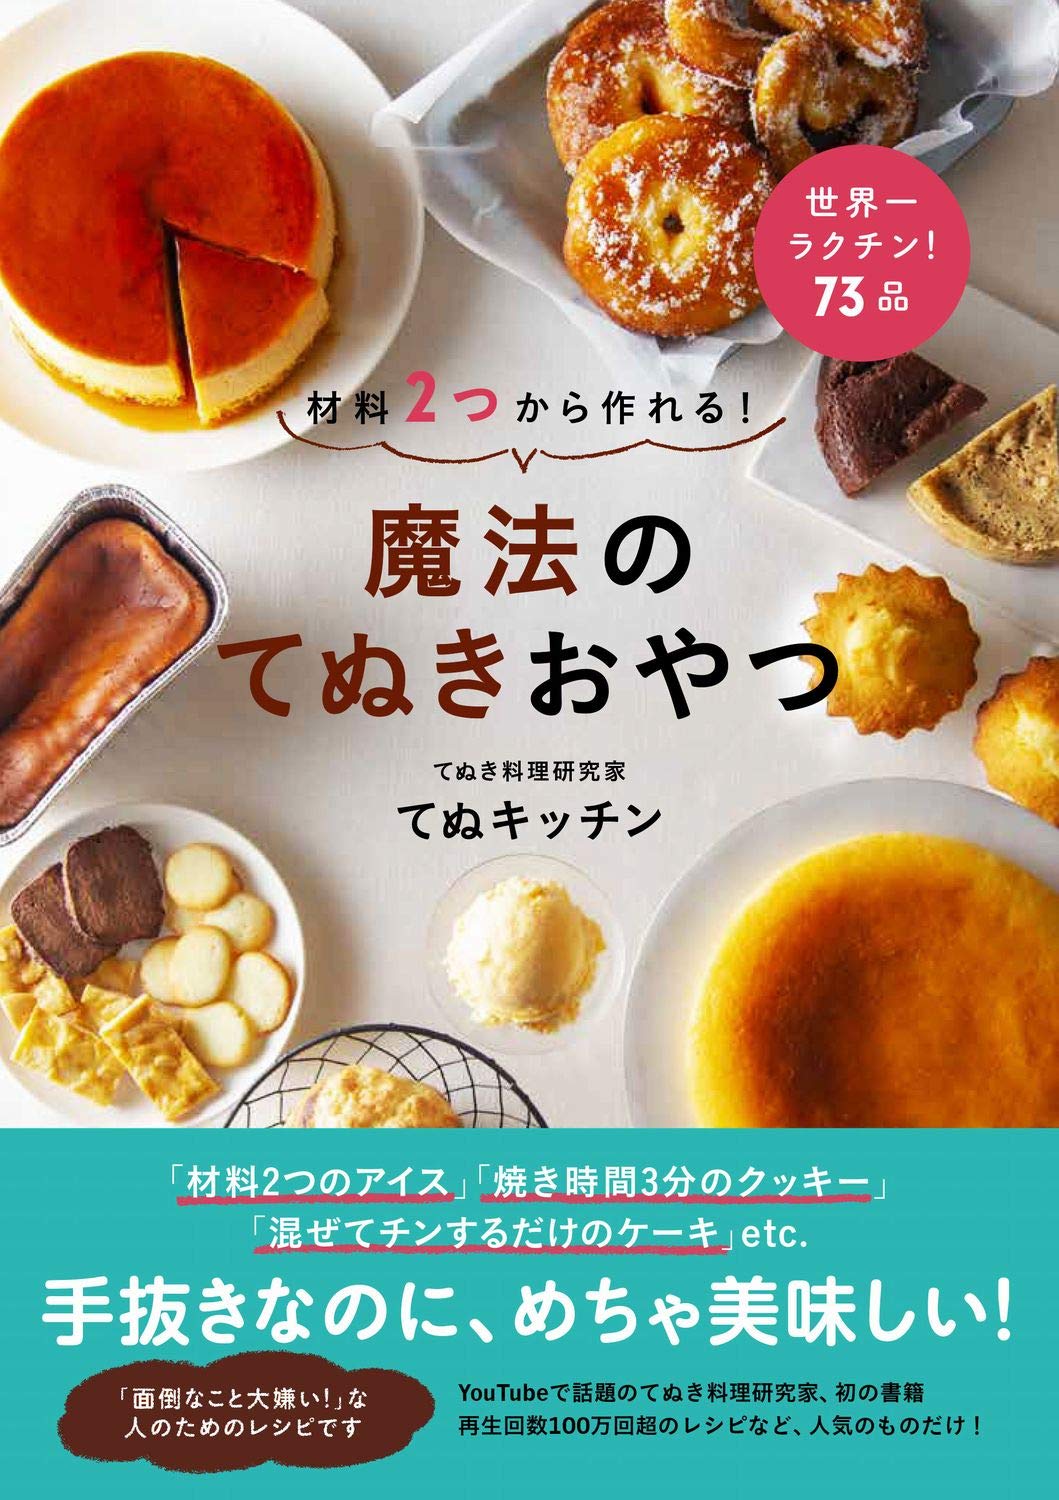 世界一
ラクチン!
73品
材料2つから作れる!
魔法の
てぬきおやつ
てぬき料理研究家
てぬキッチン
「材料2つのアイス」「焼き時間3分のクッキー」
「混ぜてチンするだけのケーキ」etc.
手抜きなのに、めちゃ美味しい!
「面倒なこと大嫌い!」な
人のためのレシピです
YouTubeで話題のてぬき料理研究家、初の書籍
再生回数100万回超のレシピなど、人気のものだけ!